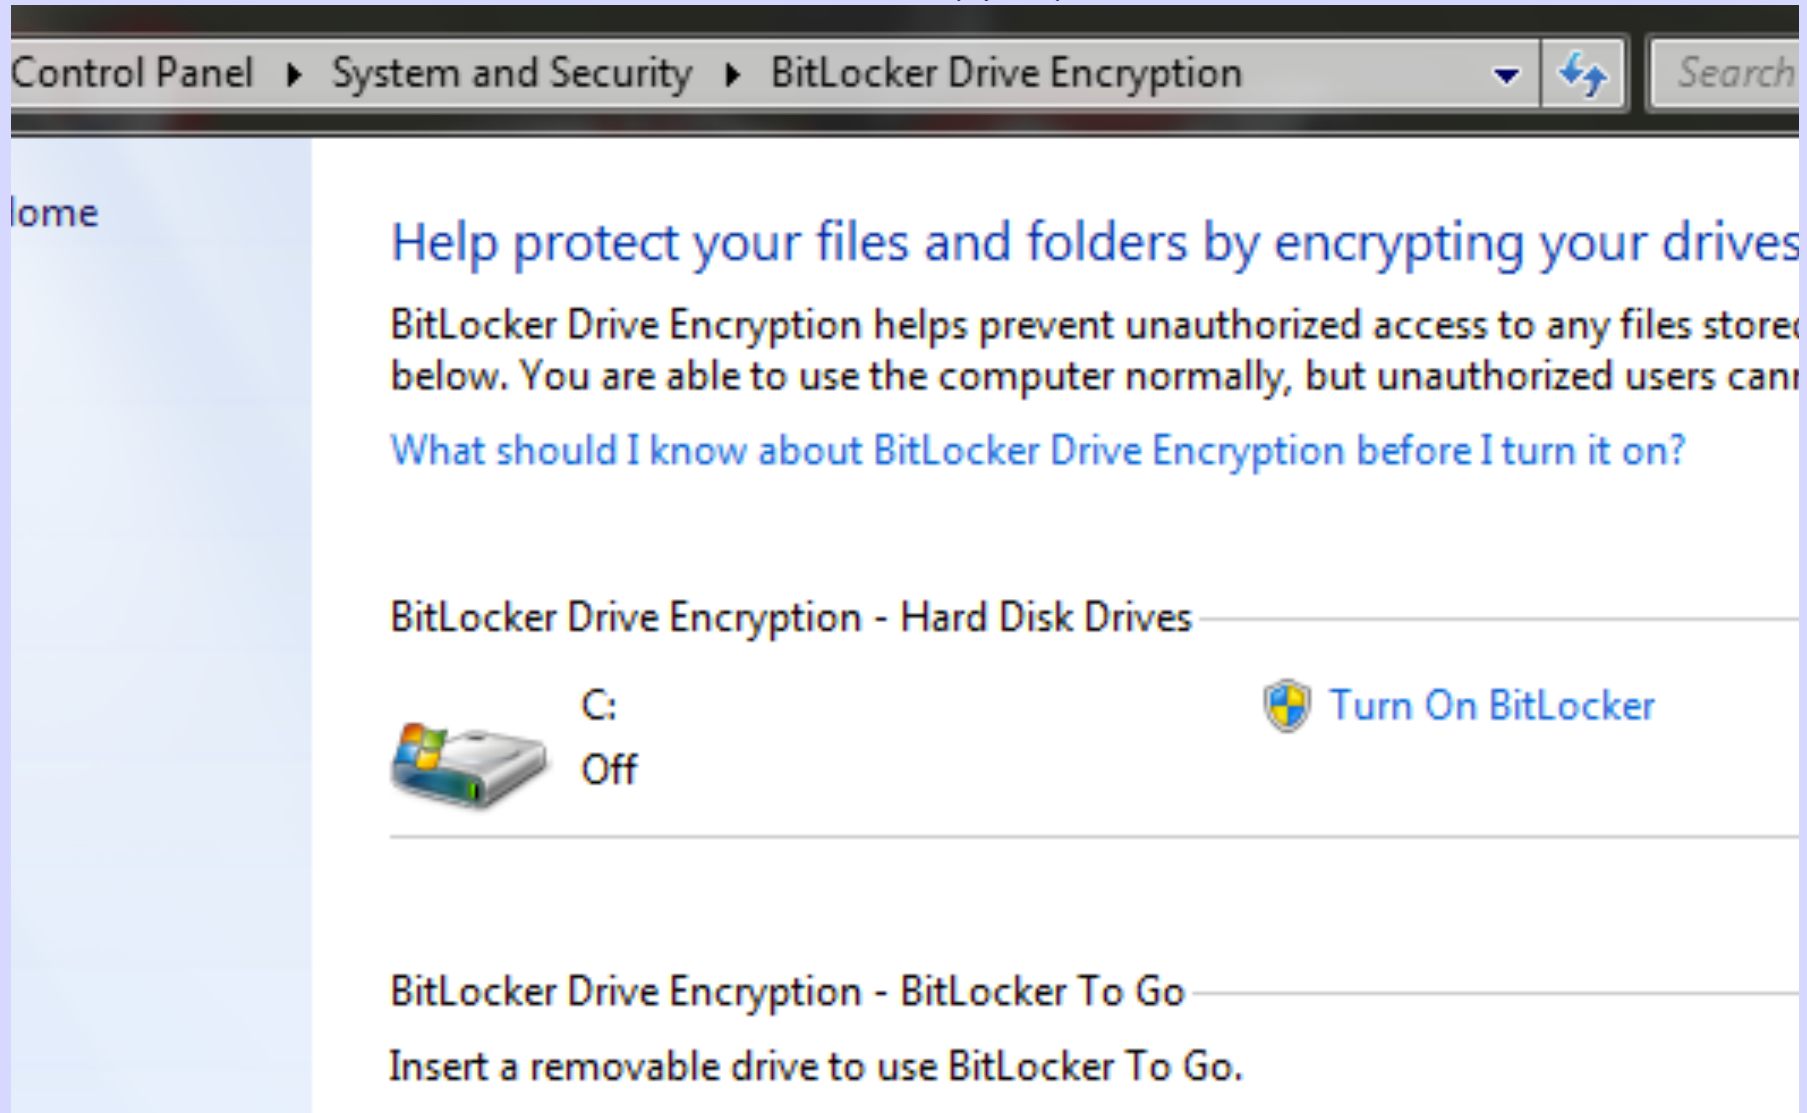 Control Panel ▸ System and Security ▸ BitLocker Drive Encryption Search
ome
Help protect your files and folders by encrypting your drives
BitLocker Drive Encryption helps prevent unauthorized access to any files stored
below. You are able to use the computer normally, but unauthorized users cann
What should I know about BitLocker Drive Encryption before I turn it on?
BitLocker Drive Encryption - Hard Disk Drives
C: Turn On BitLocker
Off
BitLocker Drive Encryption - BitLocker To Go
Insert a removable drive to use BitLocker To Go.